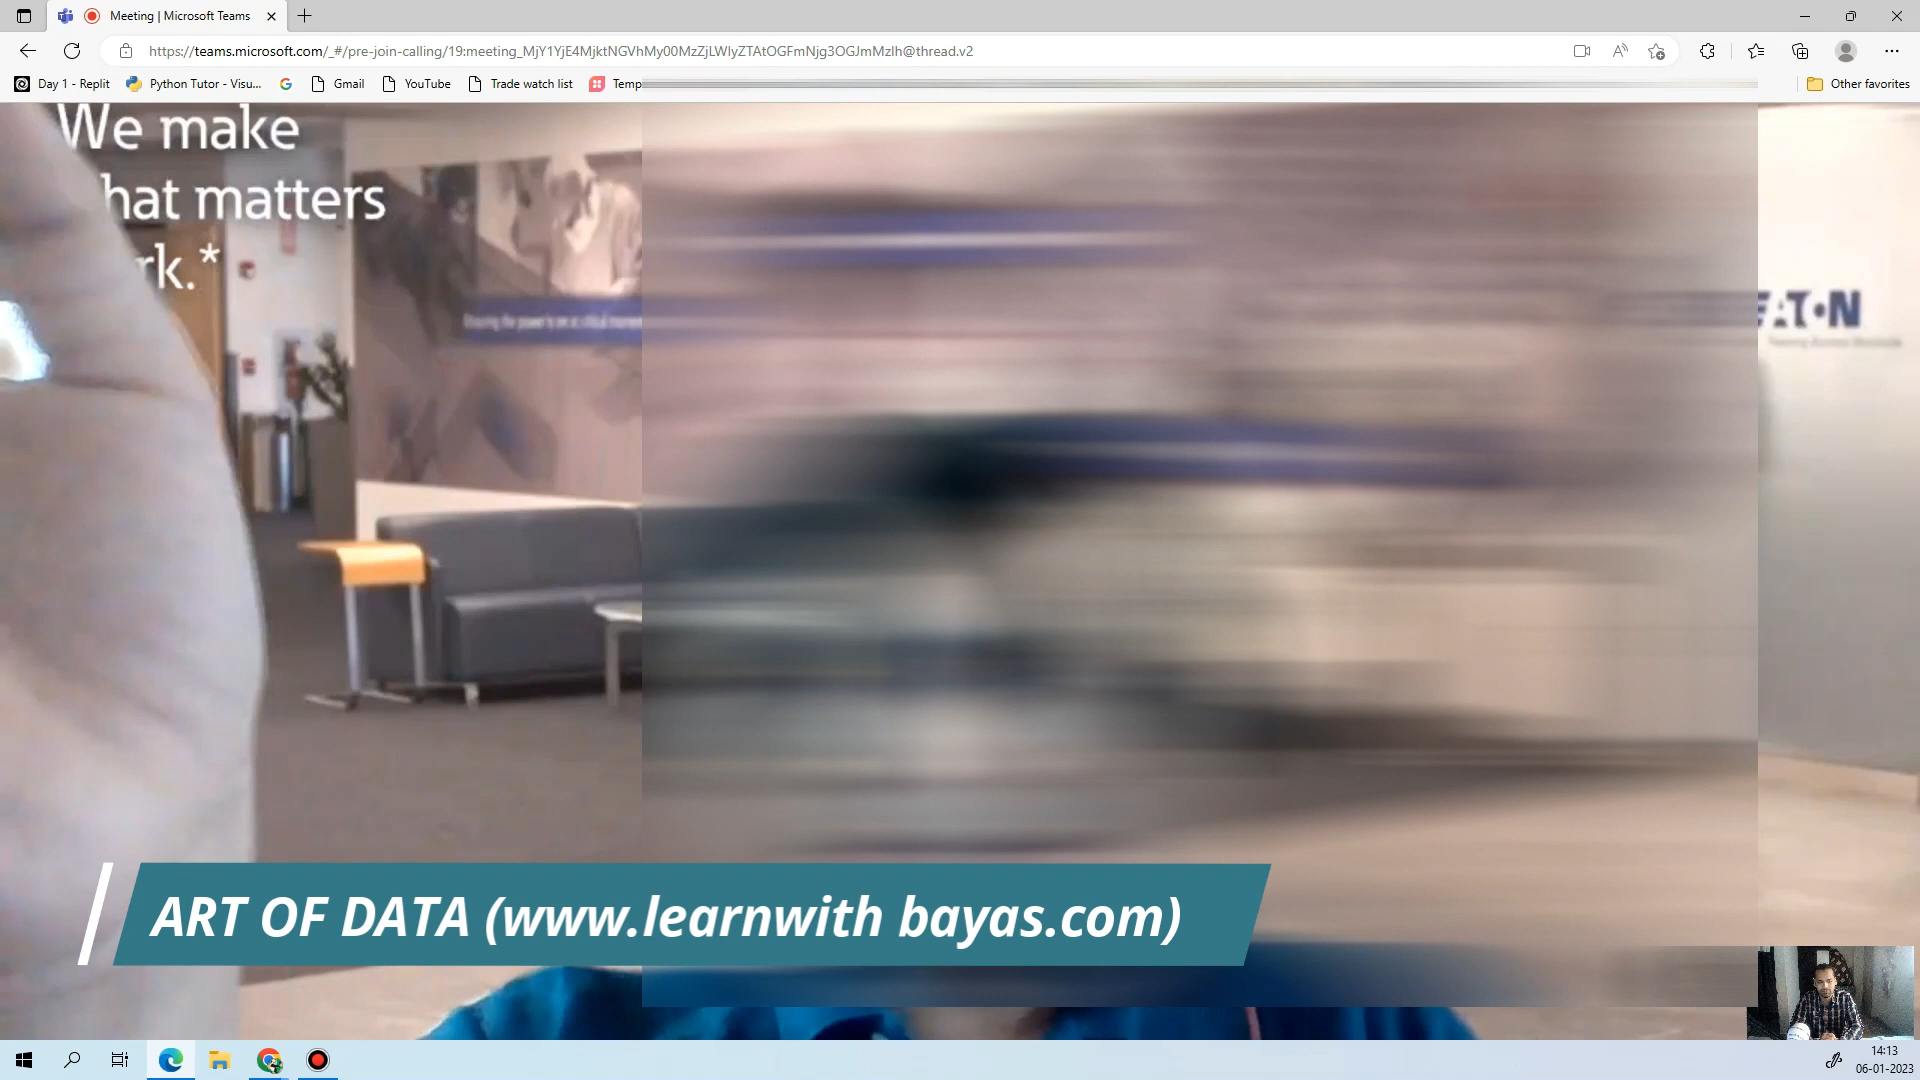 Meeting | Microsoft Teams
https://teams.microsoft.com/_#/pre-join-calling/19:meeting_MjY1YjE4MjktNGVhMy00MzZjLWIyZTAtOGFmNjg3OGJmMzlh@thread.v2
Day 1 - Replit
Python Tutor - Visu...
Gmail
YouTube
Trade watch list
Temp
Other favorites
We make
hat matters
rk.*
EATON
ART OF DATA (www.learnwith bayas.com)
14:13
06-01-2023